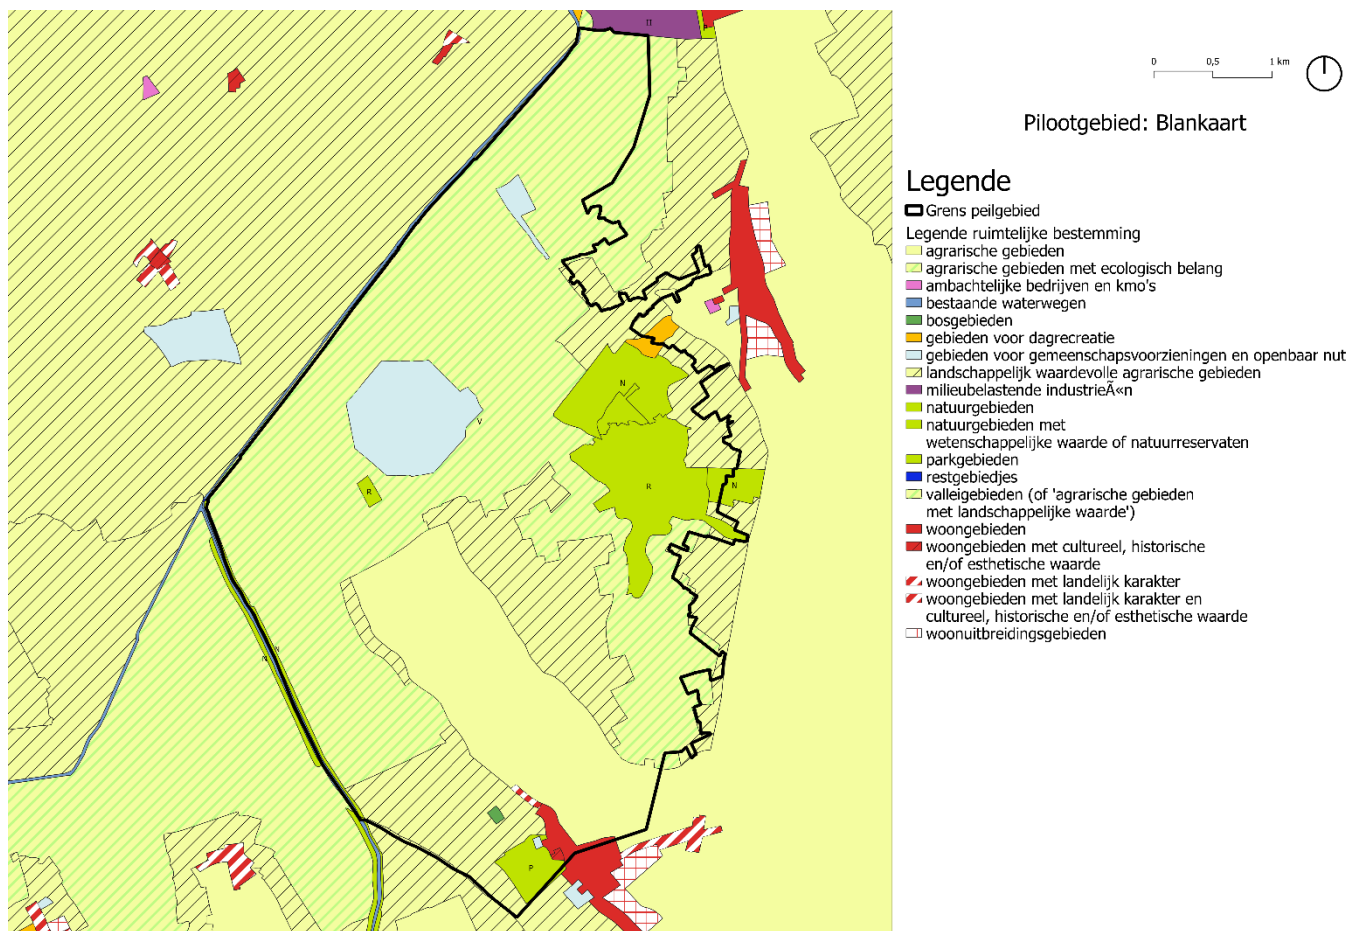 0 0,5 1 km
Pilootgebied: Blankaart
Legende
Grens peilgebied
Legende ruimtelijke bestemming
agrarische gebieden
agrarische gebieden met ecologisch belang
ambachtelijke bedrijven en kmo's
bestaande waterwegen
bosgebieden
gebieden voor dagrecreatie
gebieden voor gemeenschapsvoorzieningen en openbaar nut
landschappelijk waardevolle agrarische gebieden
milieubelastende industrieÃ«n
natuurgebieden
natuurgebieden met
wetenschappelijke waarde of natuurreservaten
parkgebieden
restgebiedjes
valleigebieden (of 'agrarische gebieden
met landschappelijke waarde')
woongebieden
woongebieden met cultureel, historische
en/of esthetische waarde
woongebieden met landelijk karakter
woongebieden met landelijk karakter en
cultureel, historische en/of esthetische waarde
woonuitbreidingsgebieden
N
V
R
R
N
N
N
P